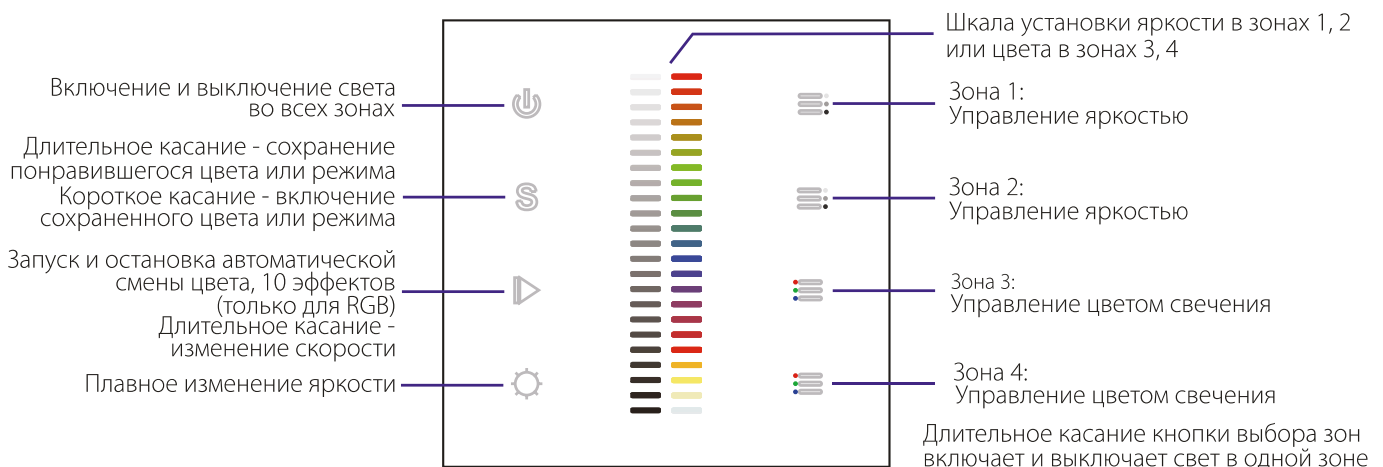 Включение и выключение света
во всех зонах
Длительное касание - сохранение
понравившегося цвета или режима
Короткое касание - включение
сохраненного цвета или режима
Запуск и остановка автоматической
смены цвета, 10 эффектов
(только для RGB)
Длительное касание -
изменение скорости
Плавное изменение яркости
S
Шкала установки яркости в зонах 1, 2
или цвета в зонах 3, 4
Зона 1:
Управление яркостью
Зона 2:
Управление яркостью
Зона 3:
Управление цветом свечения
Зона 4:
Управление цветом свечения
Длительное касание кнопки выбора зон
включает и выключает свет в одной зоне